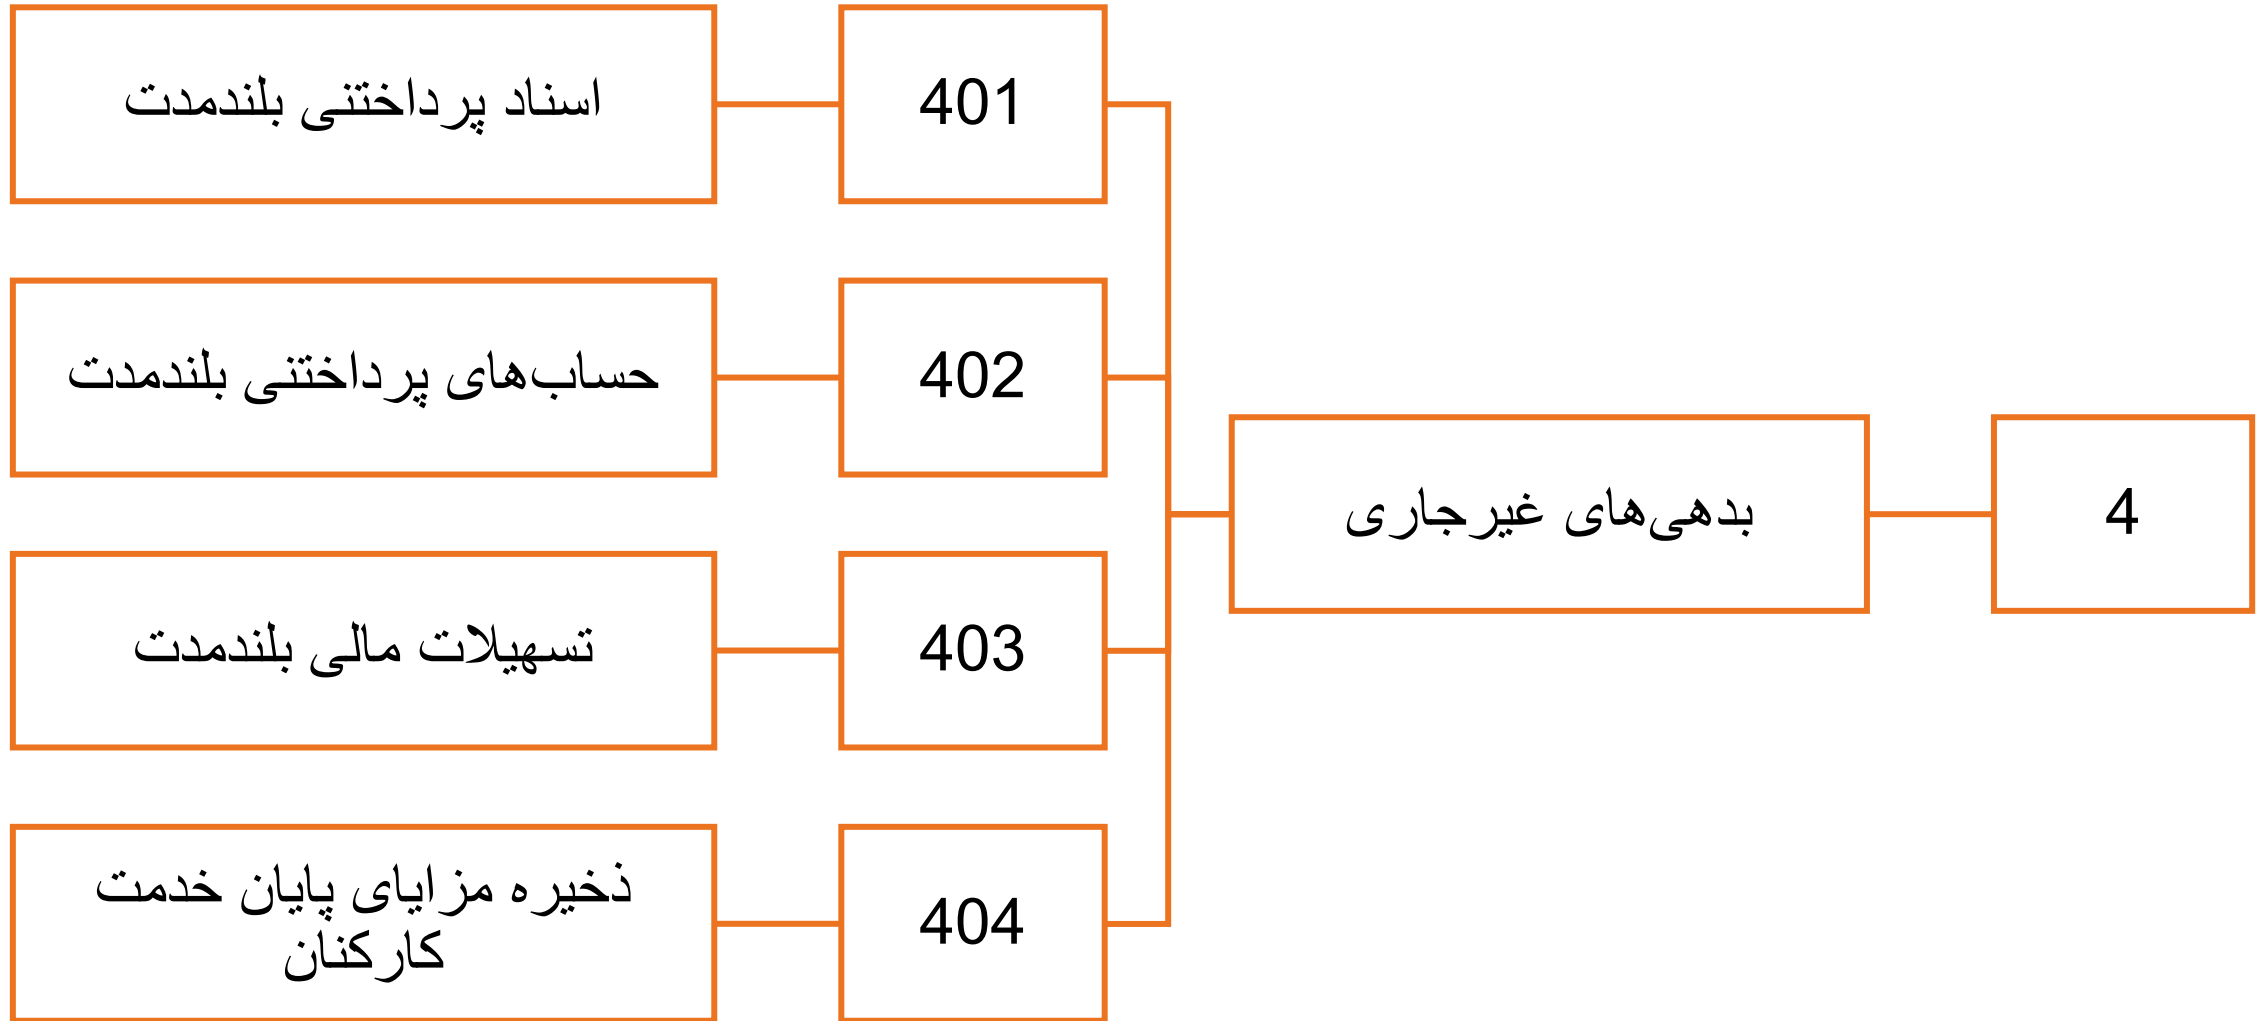 4
بدهی‌های غیرجاری
401
اسناد پرداختنی بلندمدت
402
حساب‌های پرداختنی بلندمدت
403
تسهیلات مالی بلندمدت
404
ذخیره مزایای پایان خدمت
کارکنان